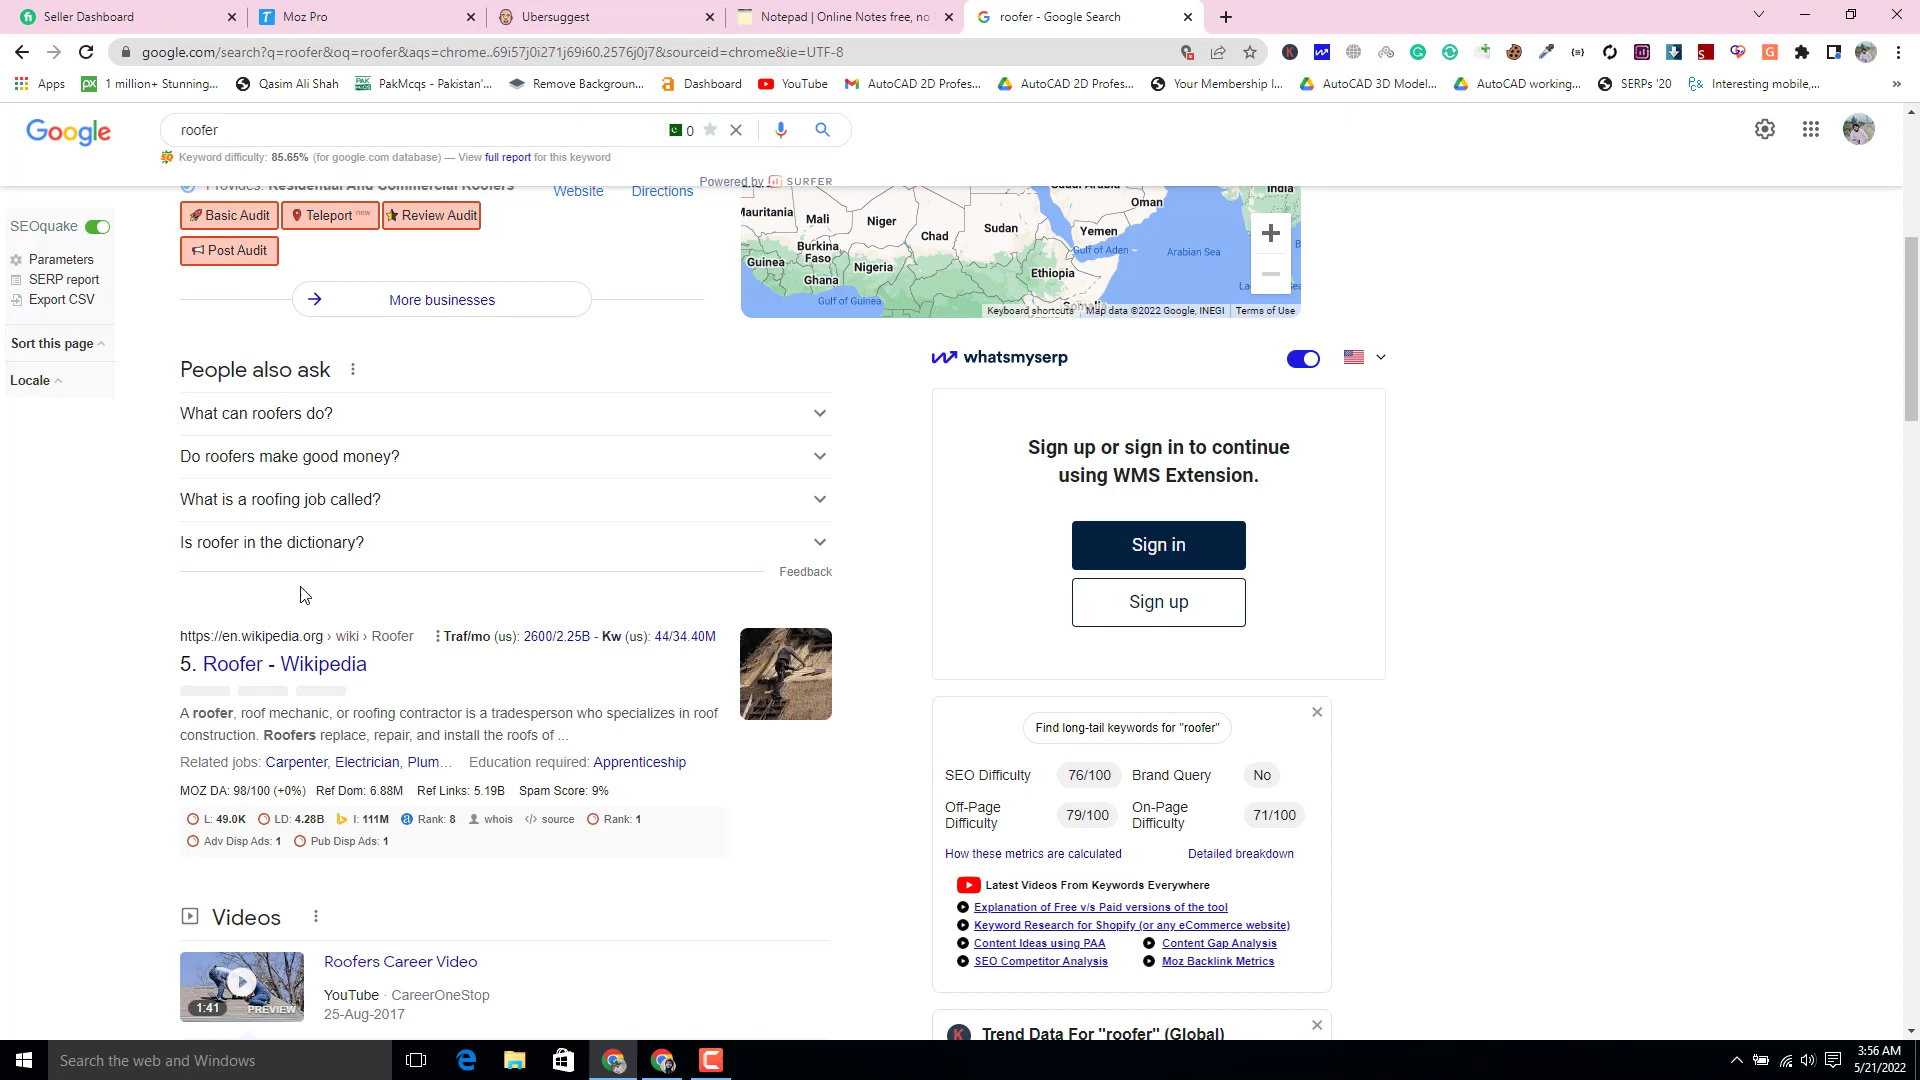 Seller Dashboard
Moz Pro
Ubersuggest
Notepad | Online Notes free, no
roofer - Google Search
google.com/search?q=roofer&oq=roofer&aqs=chrome..69i57j0i271j69i60.2576j0j7&sourceid=chrome&ie=UTF-8
Apps
1 million+ Stunning...
Qasim Ali Shah
PakMcqs - Pakistan'...
Remove Backgroun...
Dashboard
YouTube
AutoCAD 2D Profes...
AutoCAD 2D Profes...
Your Membership I...
AutoCAD 3D Model...
AutoCAD working...
SERPs '20
Interesting mobile,...
Google
roofer
0
Keyword difficulty: 85.65% (for google.com database) — View full report for this keyword
Powered by SURFER
Provides: Residential And Commercial Roofers
Website
Directions
Basic Audit
Teleport new
Review Audit
Post Audit
More businesses
SEOquake
Parameters
SERP report
Export CSV
Sort this page
Locale
Saudi Arabia
India
Oman
Mauritania
Mali
Niger
Sudan
Yemen
Chad
Burkina
Faso
Gulf of Aden
Arabian Sea
Guinea
Nigeria
Ghana
Ethiopia
Gulf of Guinea
Somalia
Keyboard shortcuts
Map data ©2022 Google, INEGI
Terms of Use
People also ask
What can roofers do?
Do roofers make good money?
What is a roofing job called?
Is roofer in the dictionary?
Feedback
https://en.wikipedia.org › wiki › Roofer
Traf/mo (us): 2600/2.25B - Kw (us): 44/34.40M
5. Roofer - Wikipedia
A roofer, roof mechanic, or roofing contractor is a tradesperson who specializes in roof
construction. Roofers replace, repair, and install the roofs of ...
Related jobs: Carpenter, Electrician, Plum... Education required: Apprenticeship
MOZ DA: 98/100 (+0%) Ref Dom: 6.88M Ref Links: 5.19B Spam Score: 9%
L: 49.0K LD: 4.28B I: 111M Rank: 8 whois source Rank: 1
Adv Disp Ads: 1 Pub Disp Ads: 1
Videos
1:41
PREVIEW
Roofers Career Video
YouTube · CareerOneStop
25-Aug-2017
whatsmyserp
Sign up or sign in to continue
using WMS Extension.
Sign in
Sign up
Find long-tail keywords for "roofer"
SEO Difficulty 76/100 Brand Query No
Off-Page
Difficulty
79/100
On-Page
Difficulty
71/100
How these metrics are calculated
Detailed breakdown
Latest Videos From Keywords Everywhere
Explanation of Free v/s Paid versions of the tool
Keyword Research for Shopify (or any eCommerce website)
Content Ideas using PAA
Content Gap Analysis
SEO Competitor Analysis
Moz Backlink Metrics
Trend Data For "roofer" (Global)
Search the web and Windows
3:56 AM
5/21/2022